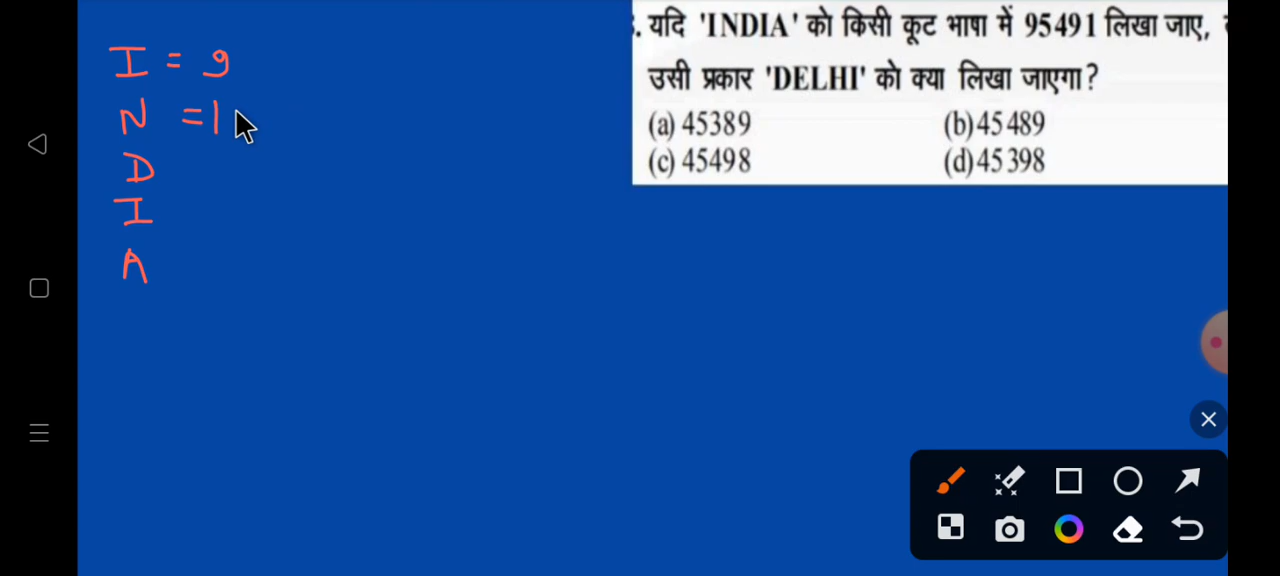 I = 9
N = 1
D
I
A
. यदि 'INDIA' को किसी कूट भाषा में 95491 लिखा जाए,
उसी प्रकार 'DELHI' को क्या लिखा जाएगा?
(a) 45389 (b) 45489
(c) 45498 (d) 45398